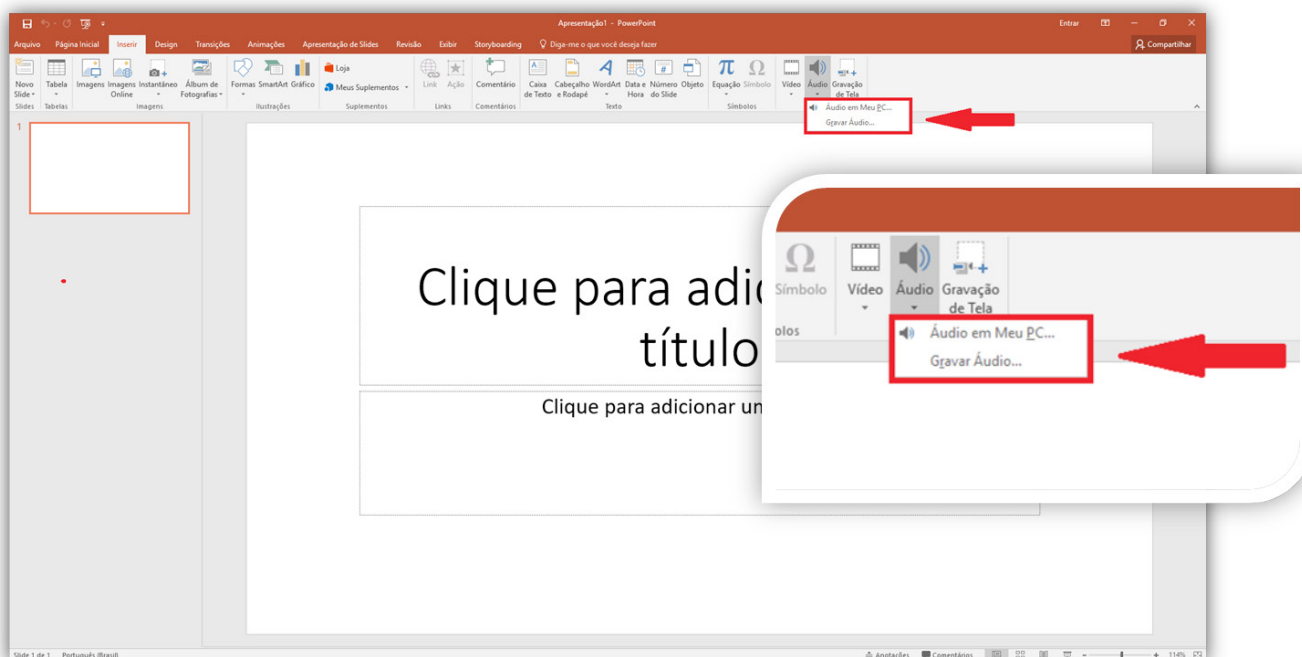 Apresentação1 - PowerPoint
Entrar
Arquivo Página Inicial Inserir Design Transições Animações Apresentação de Slides Revisão Exibir Storyboarding Diga-me o que você deseja fazer
Compartilhar
Novo Slide
Tabela
Imagens
Imagens Online
Instantâneo
Álbum de Fotografias
Formas
SmartArt
Gráfico
Loja
Meus Suplementos
Link
Ação
Comentário
Caixa de Texto
Cabeçalho e Rodapé
WordArt
Data e Hora
Número do Slide
Objeto
Equação
Símbolo
Vídeo
Áudio
Gravação de Tela
Slides Tabelas Imagens Ilustrações Suplementos Links Comentários Texto Símbolos
Áudio em Meu PC...
Gravar Áudio...
1
Clique para adic
título
Clique para adicionar un
Símbolo
Vídeo
Áudio
Gravação
de Tela
olos
Áudio em Meu PC...
Gravar Áudio...
Slide 1 de 1 Português (Brasil)
Anotações Comentários 114%